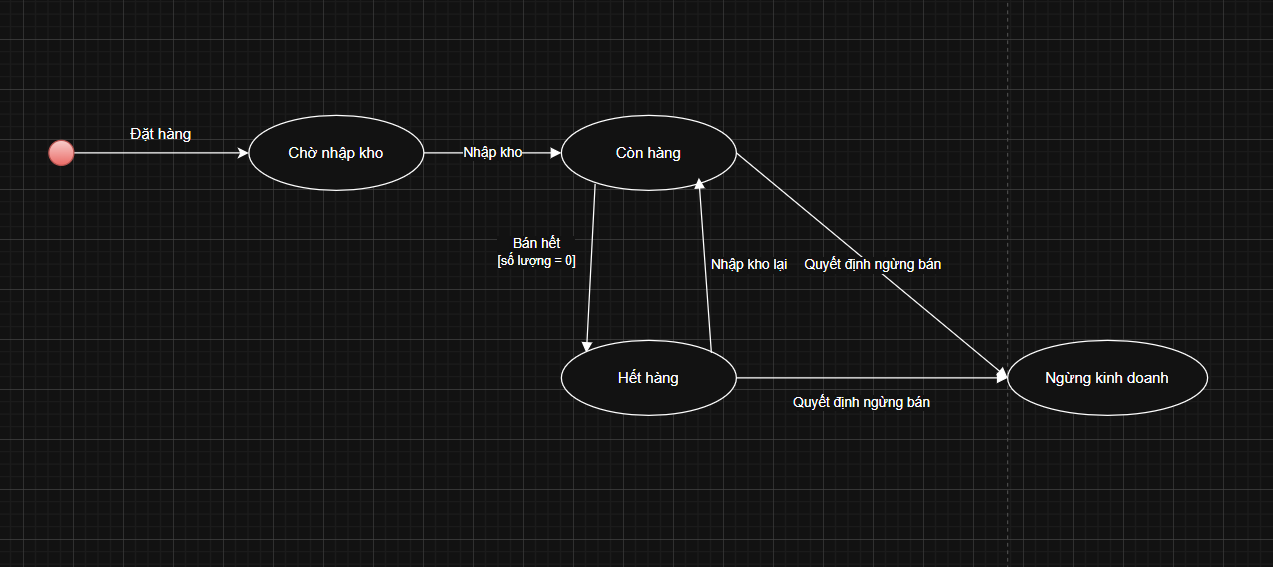 Đặt hàng
Chờ nhập kho
Nhập kho
Còn hàng
Bán hết
[số lượng = 0]
Nhập kho lại
Quyết định ngừng bán
Hết hàng
Ngừng kinh doanh
Quyết định ngừng bán